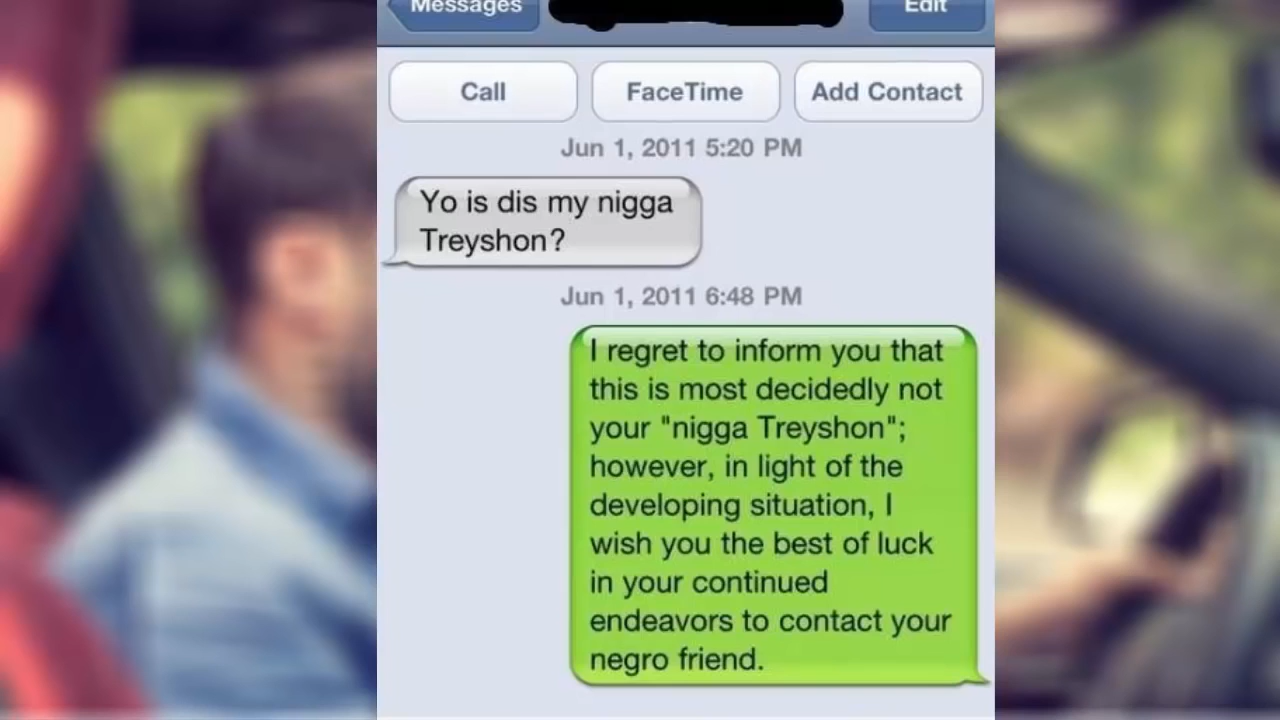 Messages
Edit
Call
FaceTime
Add Contact
Jun 1, 2011 5:20 PM
Yo is dis my nigga
Treyshon?
Jun 1, 2011 6:48 PM
I regret to inform you that
this is most decidedly not
your "nigga Treyshon";
however, in light of the
developing situation, I
wish you the best of luck
in your continued
endeavors to contact your
negro friend.